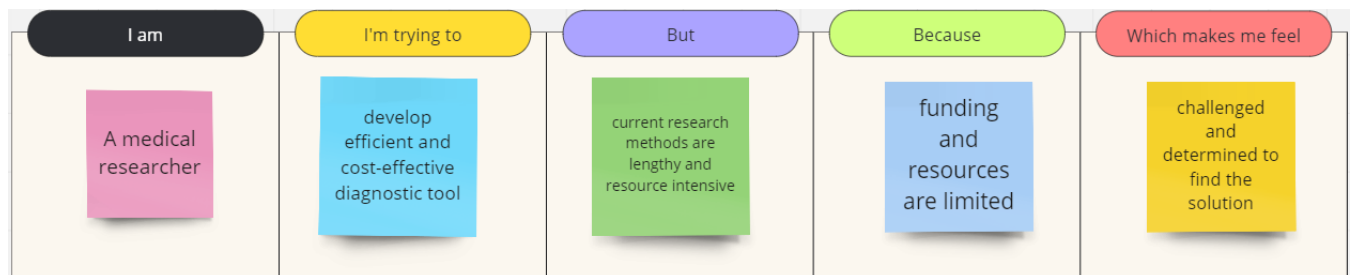 I am
I'm trying to
But
Because
Which makes me feel
A medical
researcher
develop
efficient and
cost-effective
diagnostic tool
current research
methods are
lengthy and
resource intensive
funding
and
resources
are limited
challenged
and
determined to
find the
solution